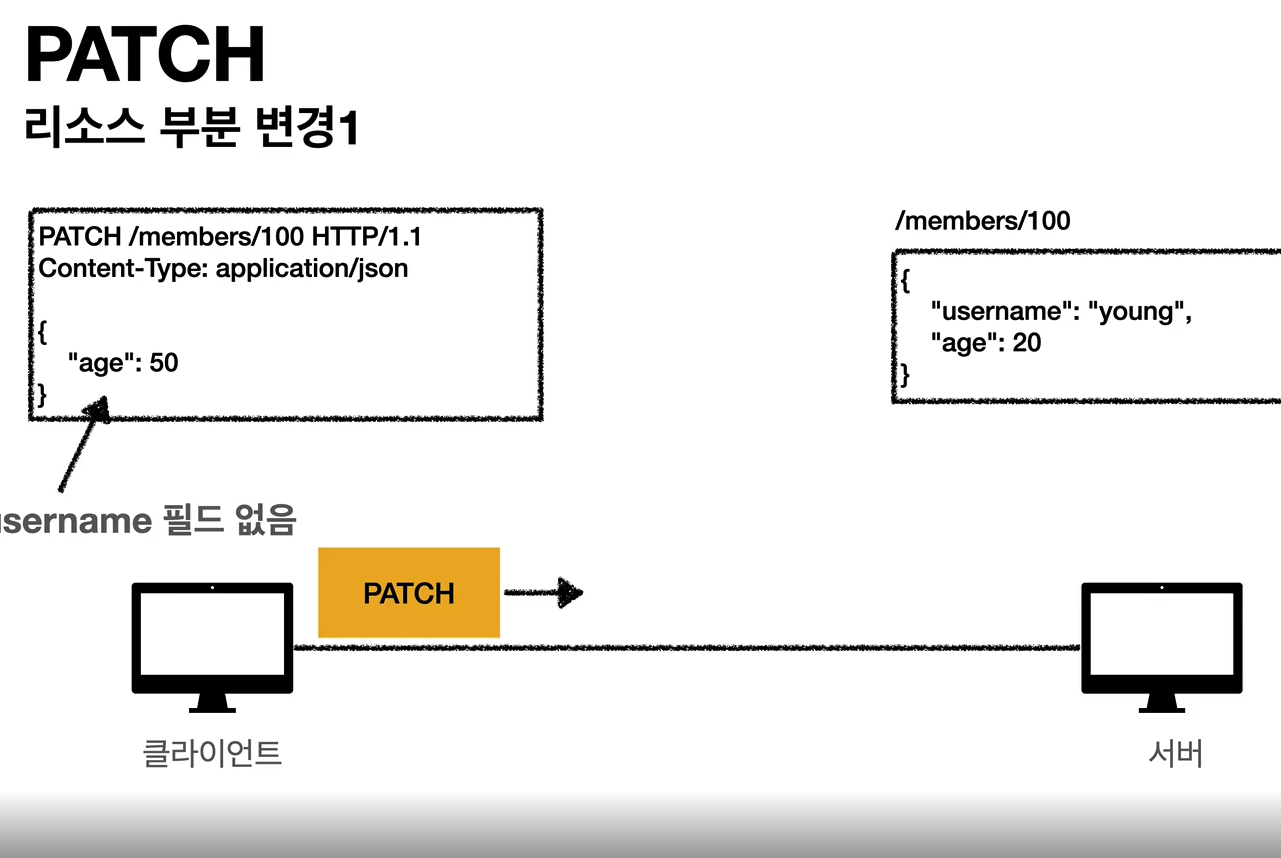 PATCH
리소스 부분 변경1
PATCH /members/100 HTTP/1.1
Content-Type: application/json
{
"age": 50
}
/members/100
{
"username": "young",
"age": 20
}
username 필드 없음
PATCH
클라이언트
서버